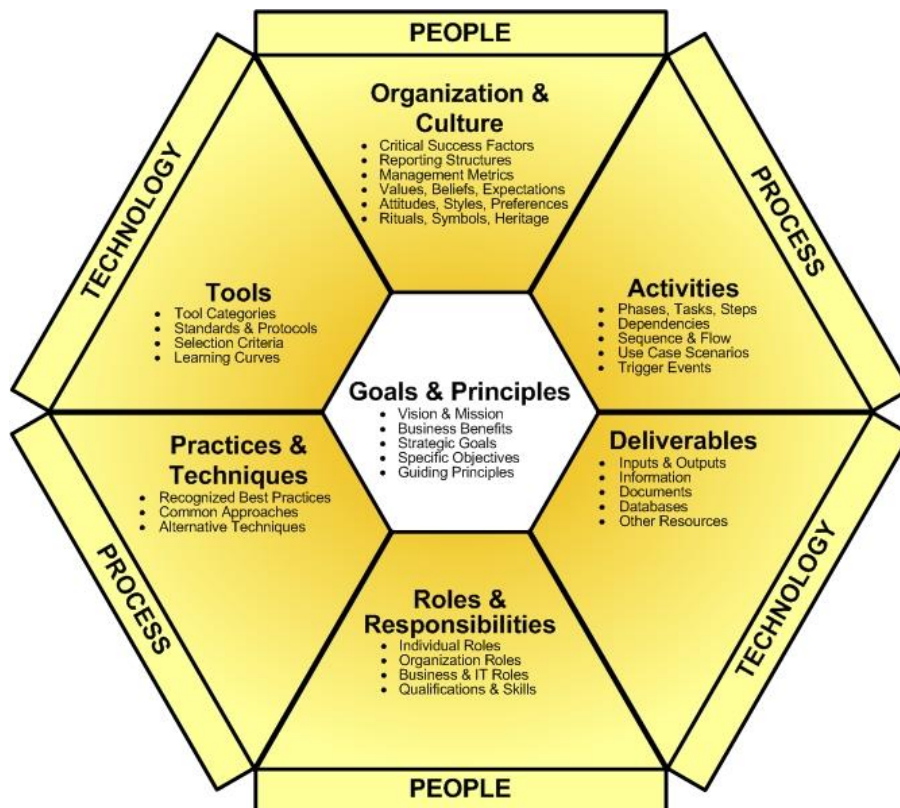 PEOPLE
Organization &
Culture
• Critical Success Factors
• Reporting Structures
• Management Metrics
• Values, Beliefs, Expectations
• Attitudes, Styles, Preferences
• Rituals, Symbols, Heritage
TECHNOLOGY
PROCESS
Tools
• Tool Categories
• Standards & Protocols
• Selection Criteria
• Learning Curves
Activities
• Phases, Tasks, Steps
• Dependencies
• Sequence & Flow
• Use Case Scenarios
• Trigger Events
Goals & Principles
• Vision & Mission
• Business Benefits
• Strategic Goals
• Specific Objectives
• Guiding Principles
Practices &
Techniques
• Recognized Best Practices
• Common Approaches
• Alternative Techniques
Deliverables
• Inputs & Outputs
• Information
• Documents
• Databases
• Other Resources
PROCESS
TECHNOLOGY
Roles &
Responsibilities
• Individual Roles
• Organization Roles
• Business & IT Roles
• Qualifications & Skills
PEOPLE